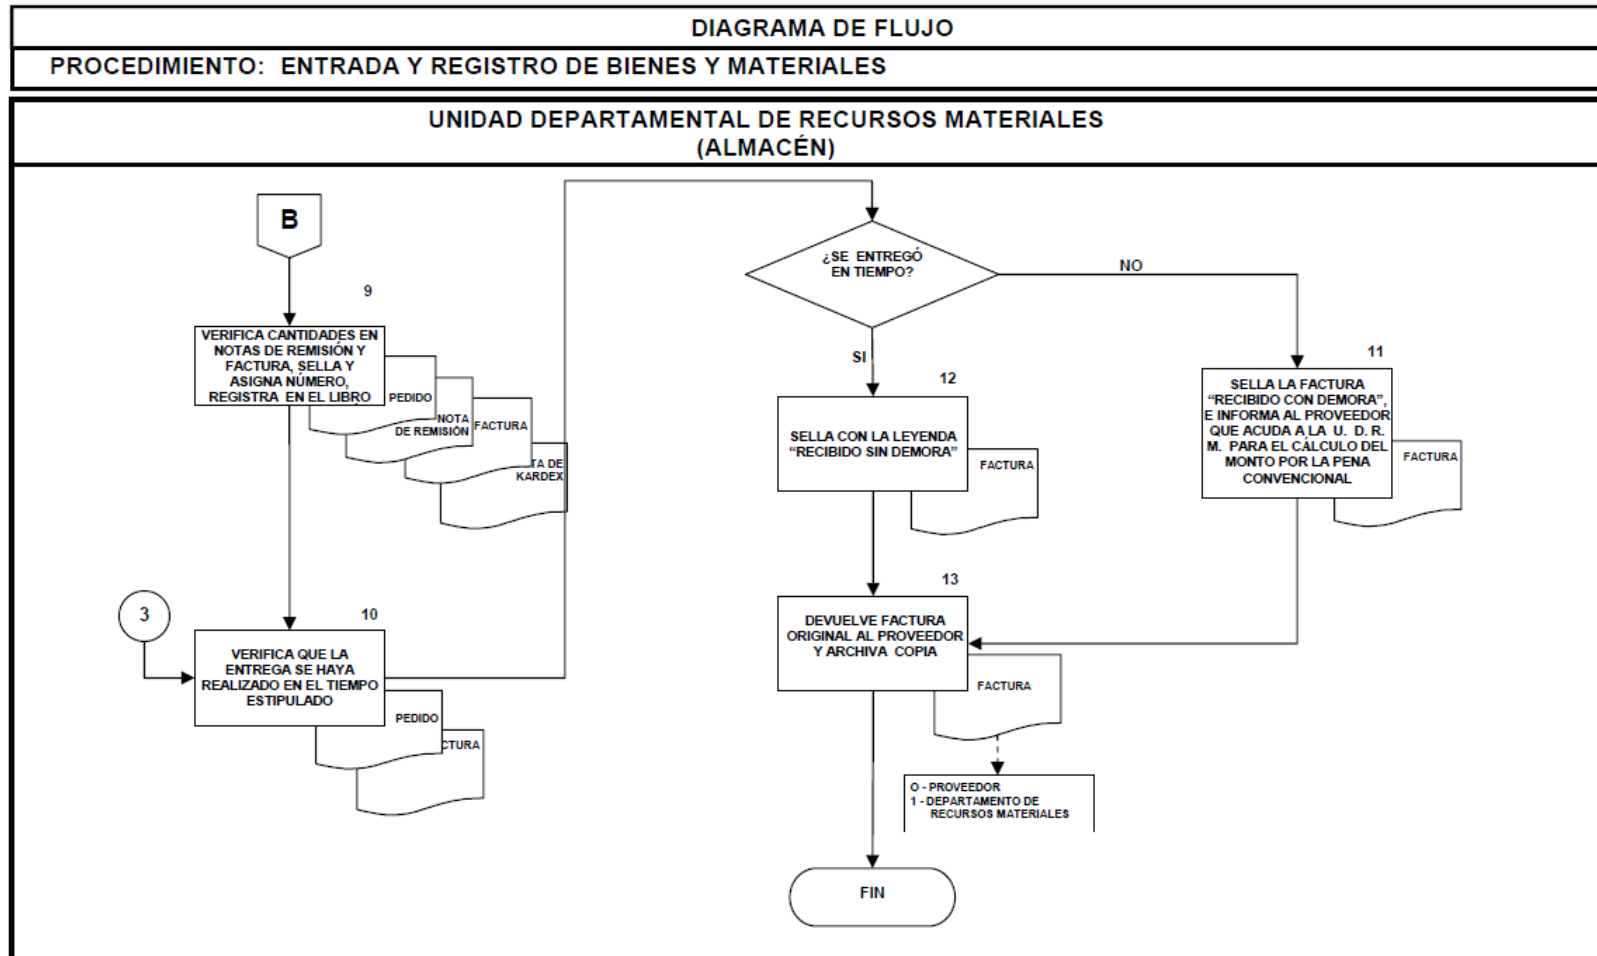 DIAGRAMA DE FLUJO
PROCEDIMIENTO: ENTRADA Y REGISTRO DE BIENES Y MATERIALES
UNIDAD DEPARTAMENTAL DE RECURSOS MATERIALES
(ALMACÉN)
B
9
VERIFICA CANTIDADES EN
NOTAS DE REMISIÓN Y
FACTURA, SELLA Y
ASIGNA NÚMERO,
REGISTRA EN EL LIBRO
PEDIDO
NOTA
DE REMISIÓN
FACTURA
TA DE
KARDEX
3
10
VERIFICA QUE LA
ENTREGA SE HAYA
REALIZADO EN EL TIEMPO
ESTIPULADO
PEDIDO
CTURA
¿SE ENTREGÓ
EN TIEMPO?
NO
SI
11
SELLA LA FACTURA
“RECIBIDO CON DEMORA”,
E INFORMA AL PROVEEDOR
QUE ACUDA A LA U. D. R.
M. PARA EL CÁLCULO DEL
MONTO POR LA PENA
CONVENCIONAL
FACTURA
12
SELLA CON LA LEYENDA
“RECIBIDO SIN DEMORA”
FACTURA
13
DEVUELVE FACTURA
ORIGINAL AL PROVEEDOR
Y ARCHIVA COPIA
FACTURA
O - PROVEEDOR
1 - DEPARTAMENTO DE
RECURSOS MATERIALES
FIN